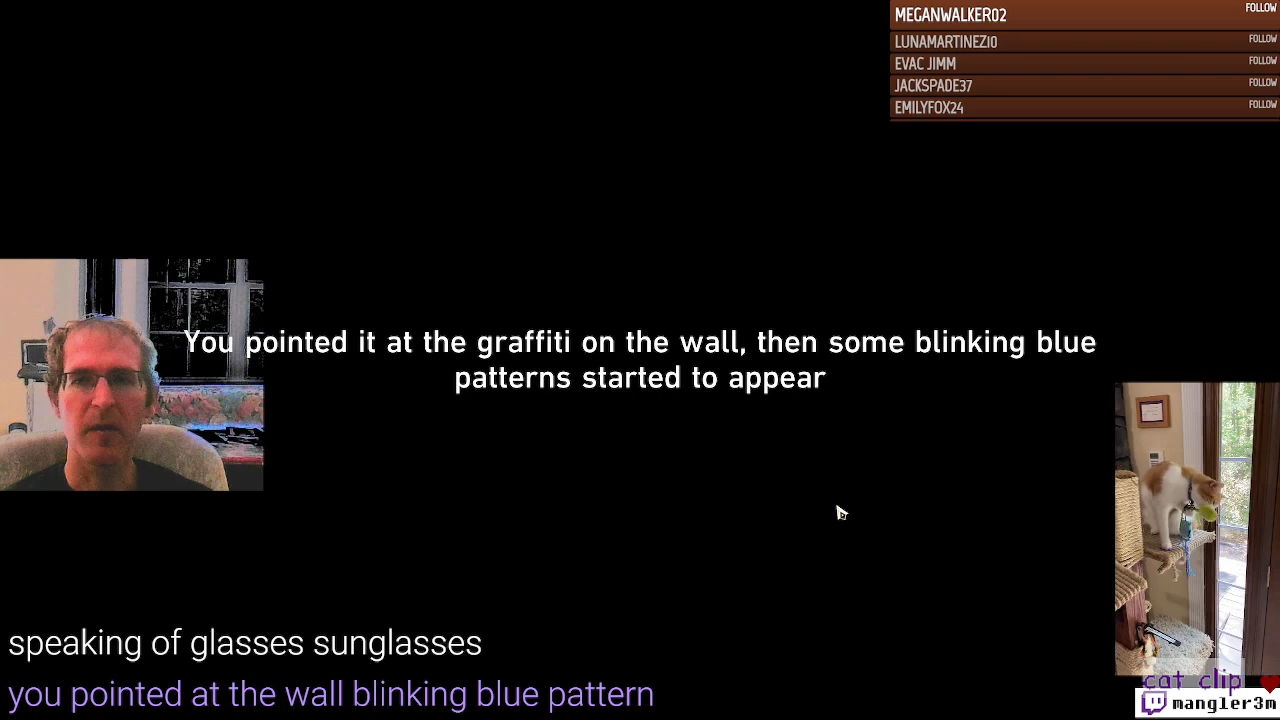 MEGANWALKER02 FOLLOW
LUNAMARTINEZ10 FOLLOW
EVAC JIMM FOLLOW
JACKSPADE37 FOLLOW
EMILYFOX24 FOLLOW
You pointed it at the graffiti on the wall, then some blinking blue
patterns started to appear
speaking of glasses sunglasses
you pointed at the wall blinking blue pattern
cat clip
mangler3m